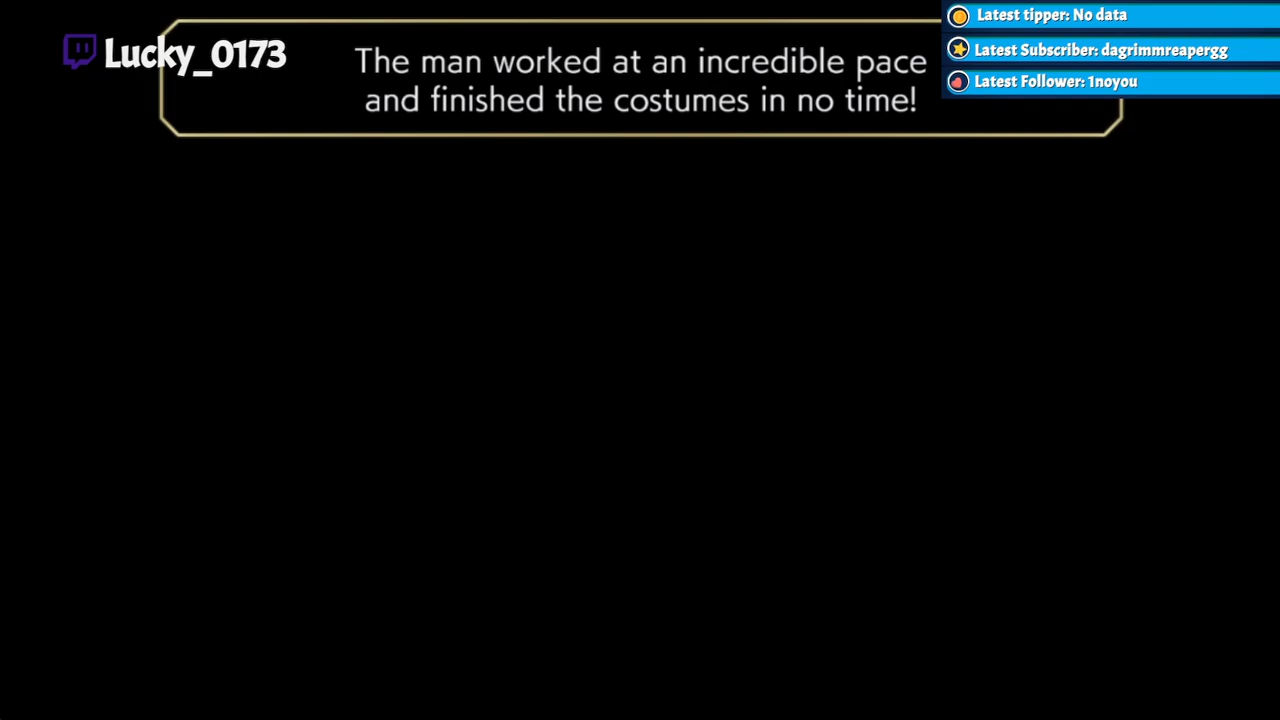 Lucky_0173
The man worked at an incredible pace
and finished the costumes in no time!
Latest tipper: No data
Latest Subscriber: dagrimmreapergg
Latest Follower: 1noyou